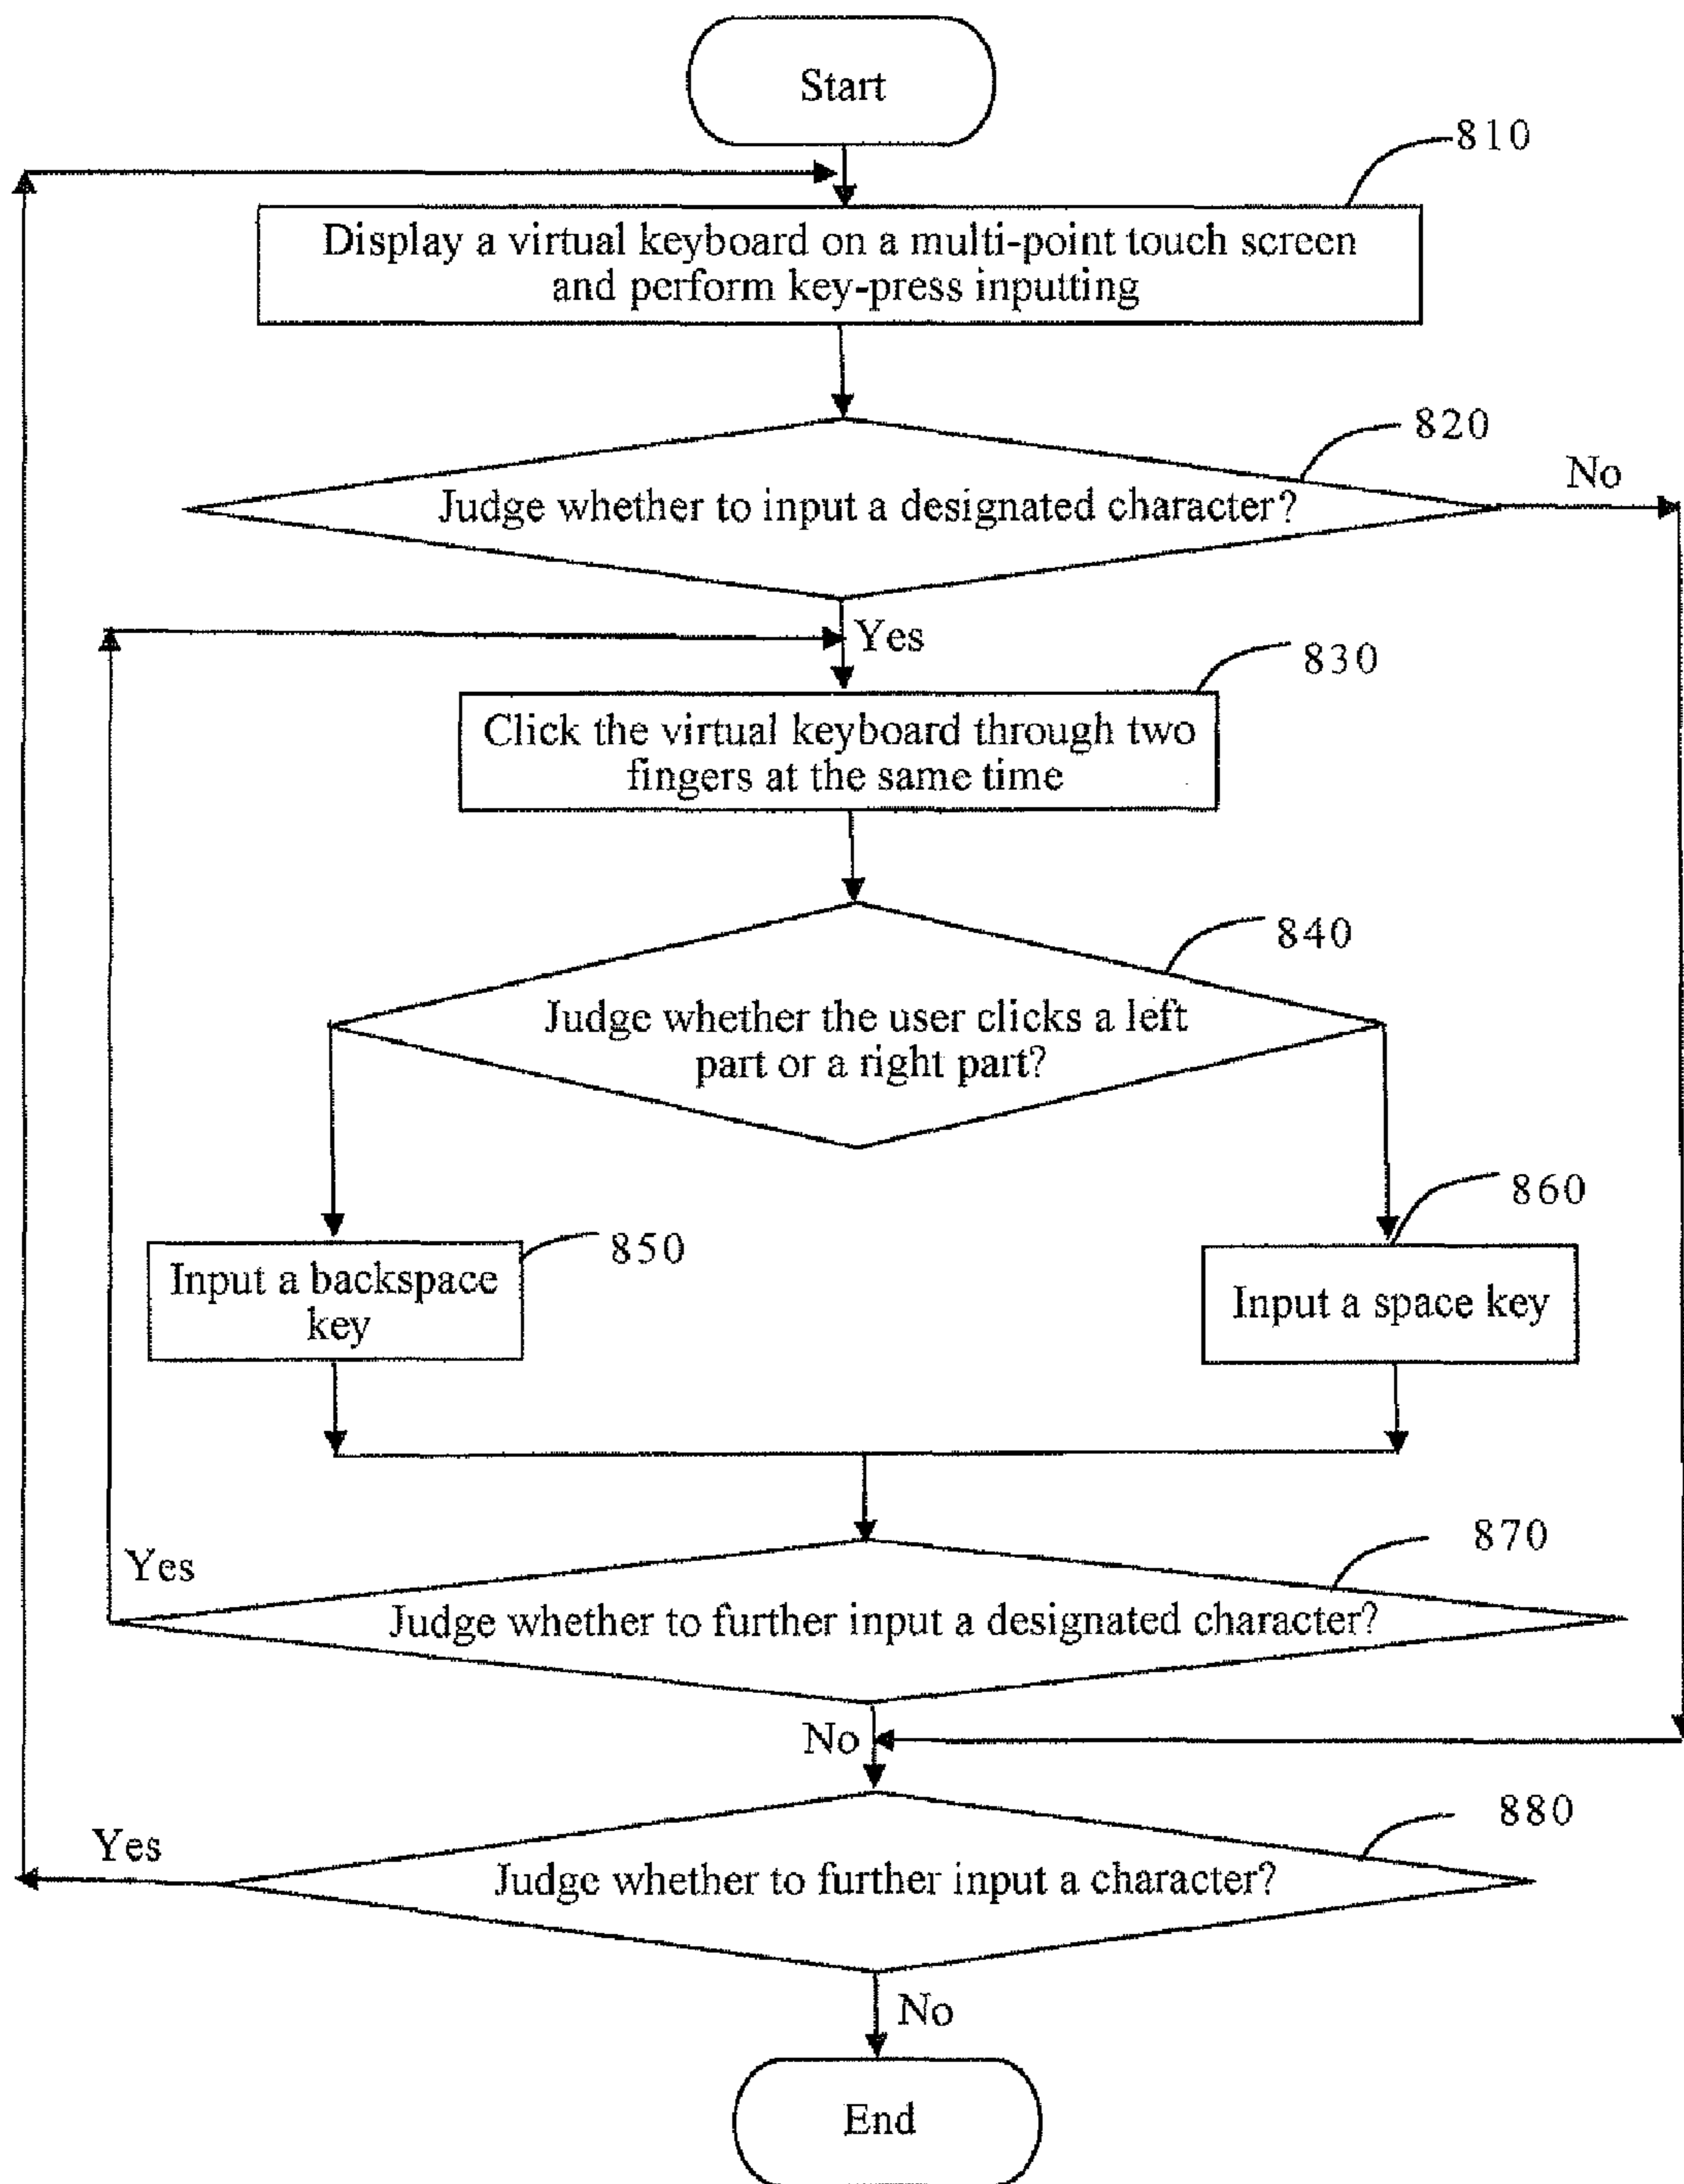 Start
810
Display a virtual keyboard on a multi-point touch screen
and perform key-press inputting
820
No
Judge whether to input a designated character?
Yes
830
Click the virtual keyboard through two
fingers at the same time
840
Judge whether the user clicks a left
part or a right part?
850
860
Input a backspace
key
Input a space key
870
Yes
Judge whether to further input a designated character?
No
880
Yes
Judge whether to further input a character?
No
End